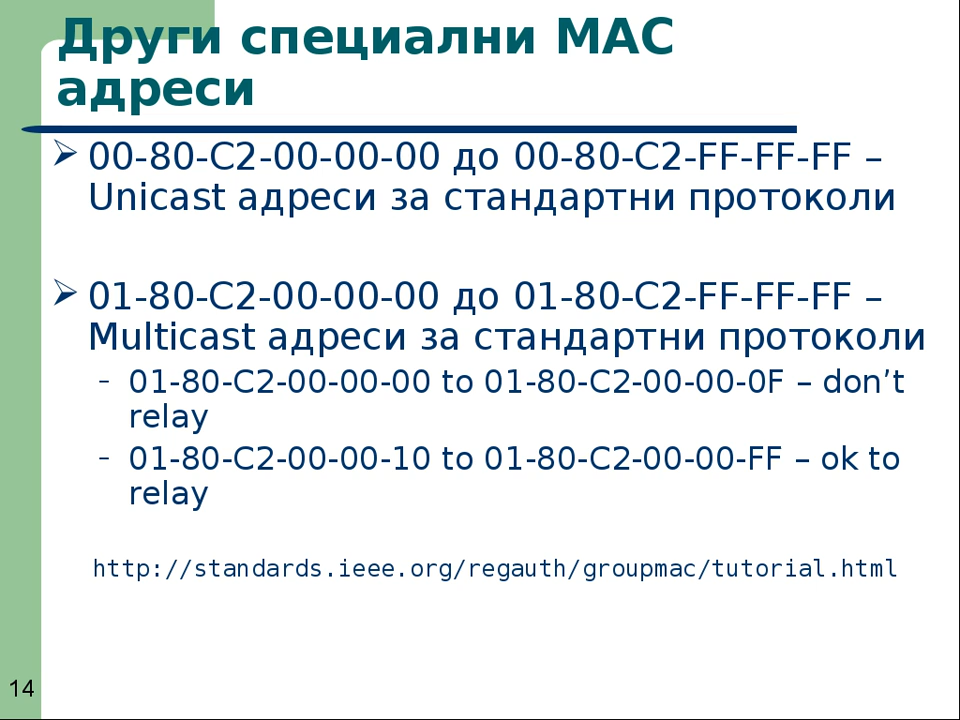 Други специални MAC
адреси
00-80-C2-00-00-00 до 00-80-C2-FF-FF-FF –
Unicast адреси за стандартни протоколи
01-80-C2-00-00-00 до 01-80-C2-FF-FF-FF –
Multicast адреси за стандартни протоколи
– 01-80-C2-00-00-00 to 01-80-C2-00-00-0F – don’t
relay
– 01-80-C2-00-00-10 to 01-80-C2-00-00-FF – ok to
relay
http://standards.ieee.org/regauth/groupmac/tutorial.html
14